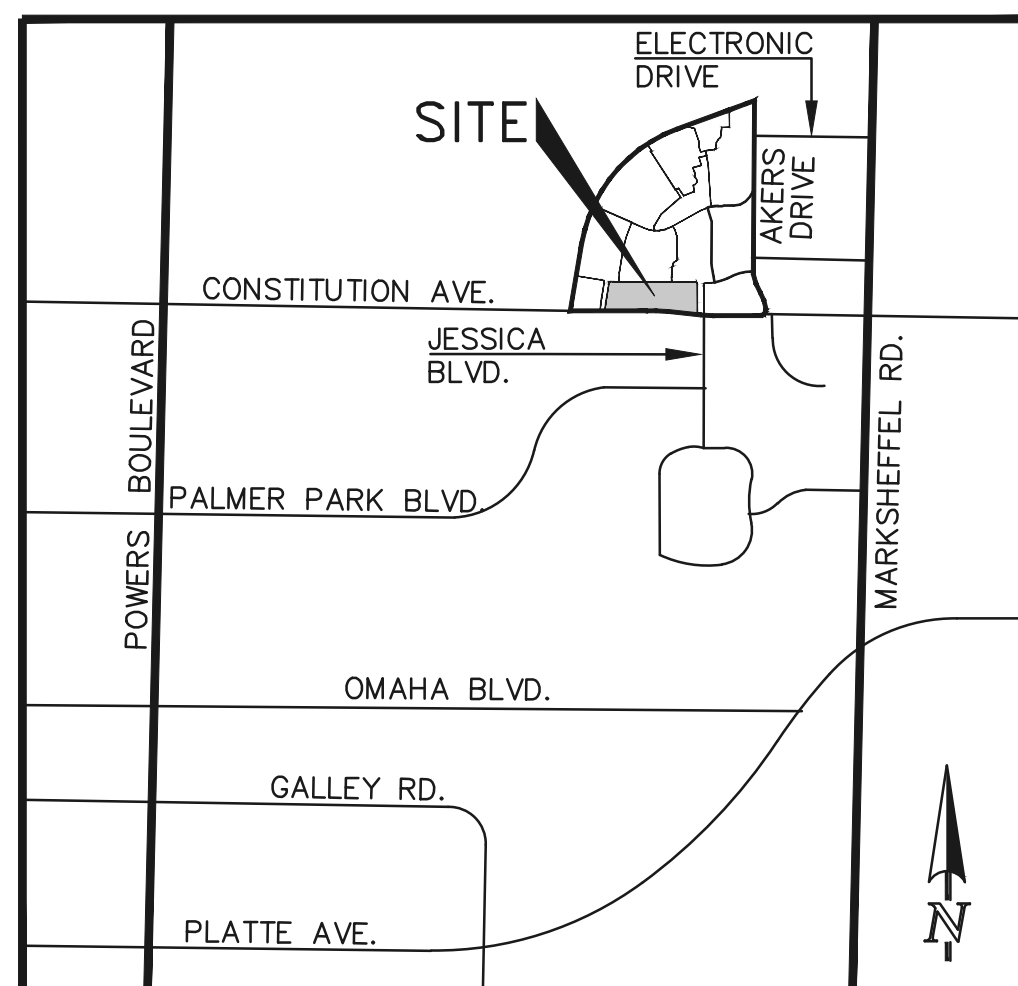 ELECTRONIC
DRIVE
SITE
AKERS
DRIVE
CONSTITUTION AVE.
JESSICA
BLVD.
POWERS BOULEVARD
MARKSHEFFEL RD.
PALMER PARK BLVD.
OMAHA BLVD.
GALLEY RD.
PLATTE AVE.
N